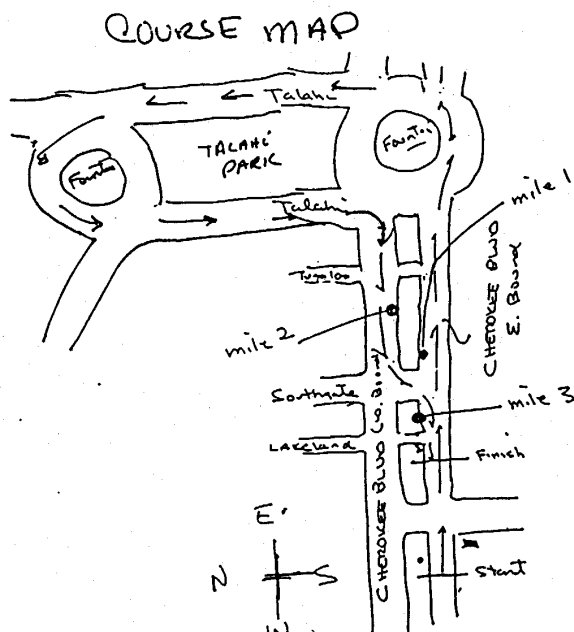 COURSE MAP
Talahi
TALAHI
PARK
Fountain
Fountain
Talahi
mile 1
Tugaloo
mile 2
CHEROKEE BLVD
E. Bound
Southgate
mile 3
Lakeland
CHEROKEE BLVD W. Bound
Finish
E.
N
S
W
Start